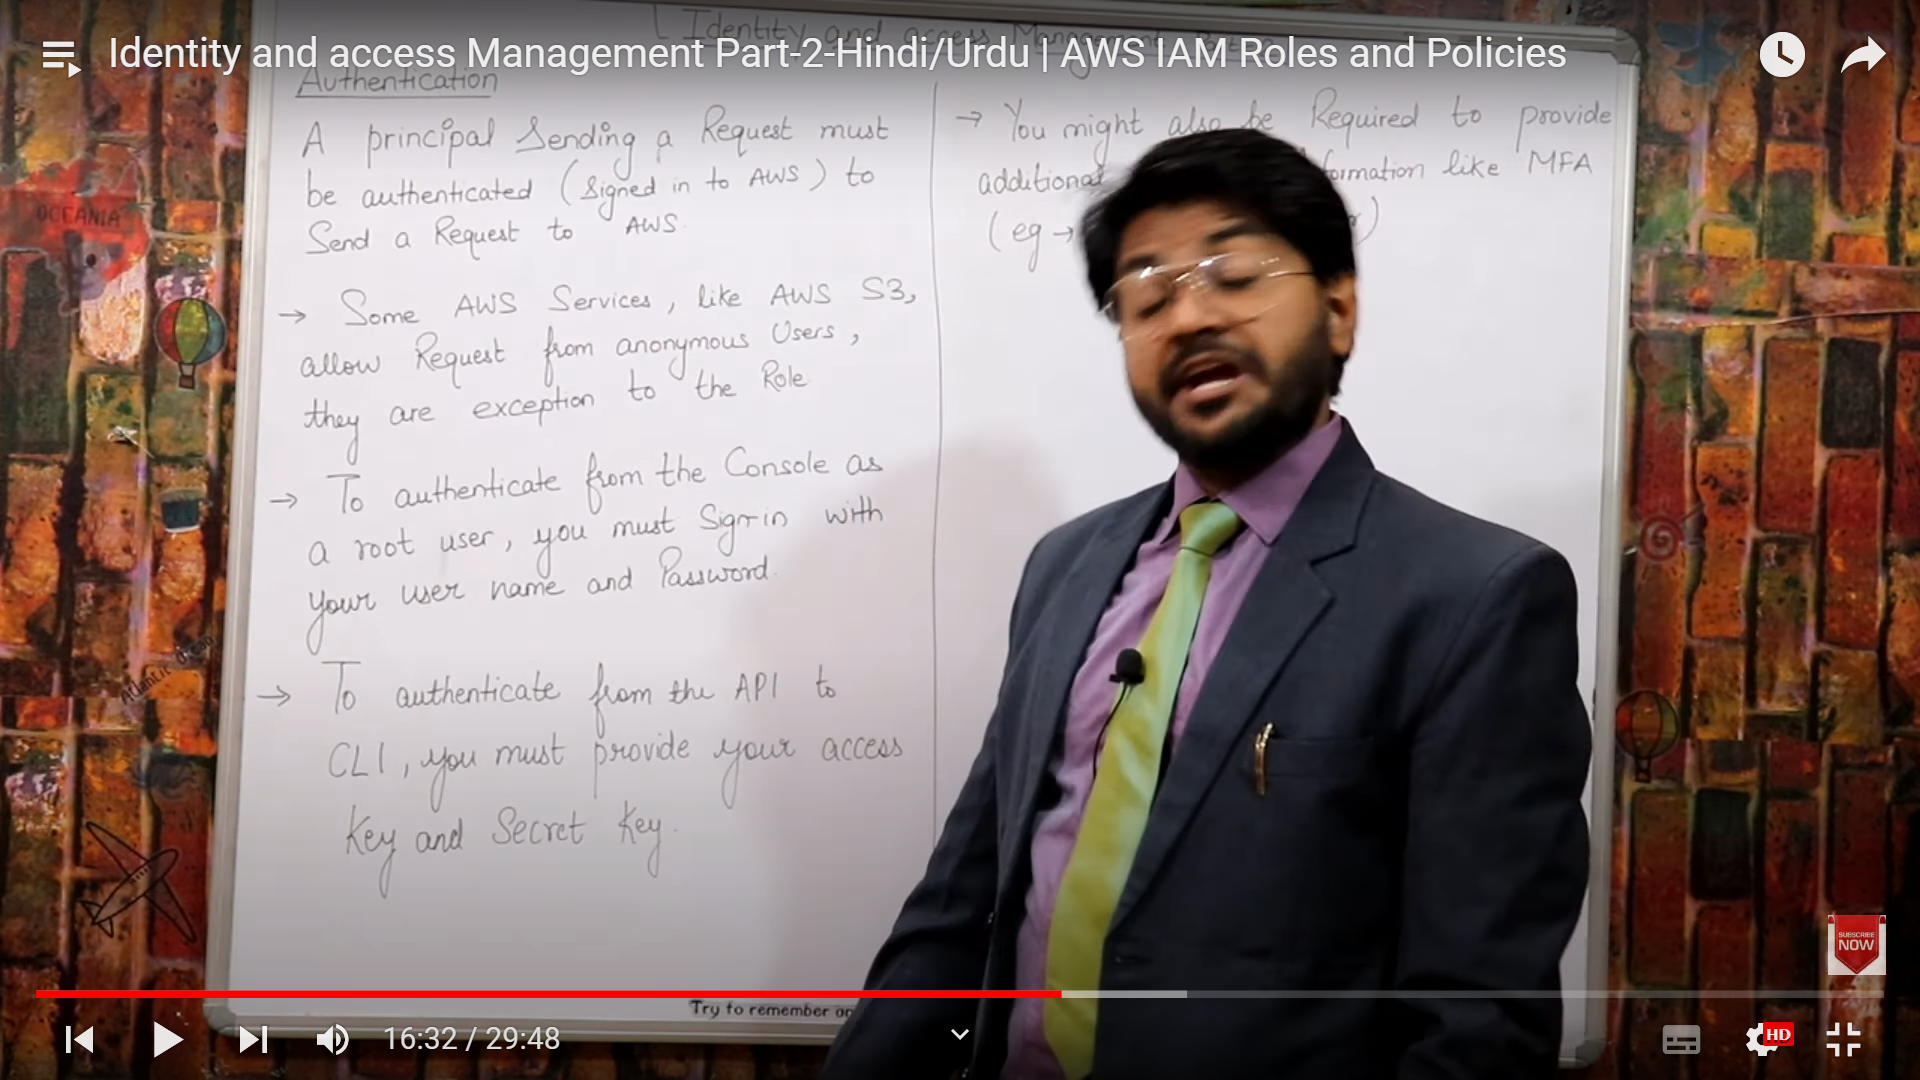 Identity and access Management Part-2-Hindi/Urdu | AWS IAM Roles and Policies
Identity and access Management
Authentication
A principal Sending a Request must
be authenticated (Signed in to AWS) to
Send a Request to AWS.
→ Some AWS Services, like AWS S3,
allow Request from anonymous Users,
they are exception to the Role
→ To authenticate from the Console as
a root user, you must Sign-in with
your user name and Password.
→ To authenticate from the API to
CLI, you must provide your access
Key and Secret Key.
→ You might also be Required to provide
additional formation like MFA
(eg →
OCEANIA
Atlantic Ocean
SUBSCRIBE
NOW
Try to remember
16:32 / 29:48
HD